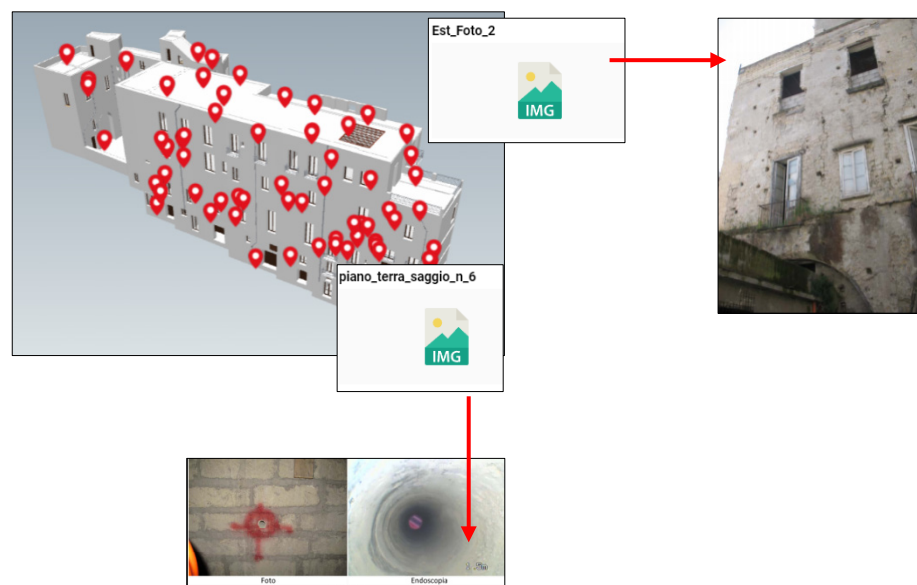 Est_Foto_2
IMG
piano_terra_saggio_n_6
IMG
Foto
Endoscopia